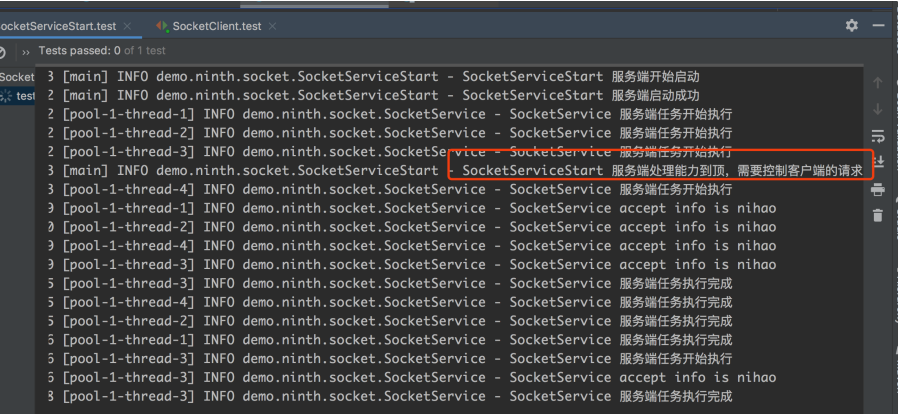 ocketServiceStart.test × SocketClient.test ×
›› Tests passed: 0 of 1 test
Socket 3 [main] INFO demo.ninth.socket.SocketServiceStart - SocketServiceStart 服务端开始启动
test 2 [main] INFO demo.ninth.socket.SocketServiceStart - SocketServiceStart 服务端启动成功
2 [pool-1-thread-1] INFO demo.ninth.socket.SocketService - SocketService 服务端任务开始执行
2 [pool-1-thread-2] INFO demo.ninth.socket.SocketService - SocketService 服务端任务开始执行
2 [pool-1-thread-3] INFO demo.ninth.socket.SocketService - SocketService 服务端任务开始执行
3 [main] INFO demo.ninth.socket.SocketServiceStart - SocketServiceStart 服务端处理能力到顶，需要控制客户端的请求
3 [pool-1-thread-4] INFO demo.ninth.socket.SocketService - SocketService 服务端任务开始执行
9 [pool-1-thread-1] INFO demo.ninth.socket.SocketService - SocketService accept info is nihao
0 [pool-1-thread-2] INFO demo.ninth.socket.SocketService - SocketService accept info is nihao
9 [pool-1-thread-4] INFO demo.ninth.socket.SocketService - SocketService accept info is nihao
9 [pool-1-thread-3] INFO demo.ninth.socket.SocketService - SocketService accept info is nihao
5 [pool-1-thread-3] INFO demo.ninth.socket.SocketService - SocketService 服务端任务执行完成
5 [pool-1-thread-4] INFO demo.ninth.socket.SocketService - SocketService 服务端任务执行完成
5 [pool-1-thread-2] INFO demo.ninth.socket.SocketService - SocketService 服务端任务执行完成
5 [pool-1-thread-1] INFO demo.ninth.socket.SocketService - SocketService 服务端任务执行完成
5 [pool-1-thread-3] INFO demo.ninth.socket.SocketService - SocketService 服务端任务开始执行
5 [pool-1-thread-3] INFO demo.ninth.socket.SocketService - SocketService accept info is nihao
3 [pool-1-thread-3] INFO demo.ninth.socket.SocketService - SocketService 服务端任务执行完成